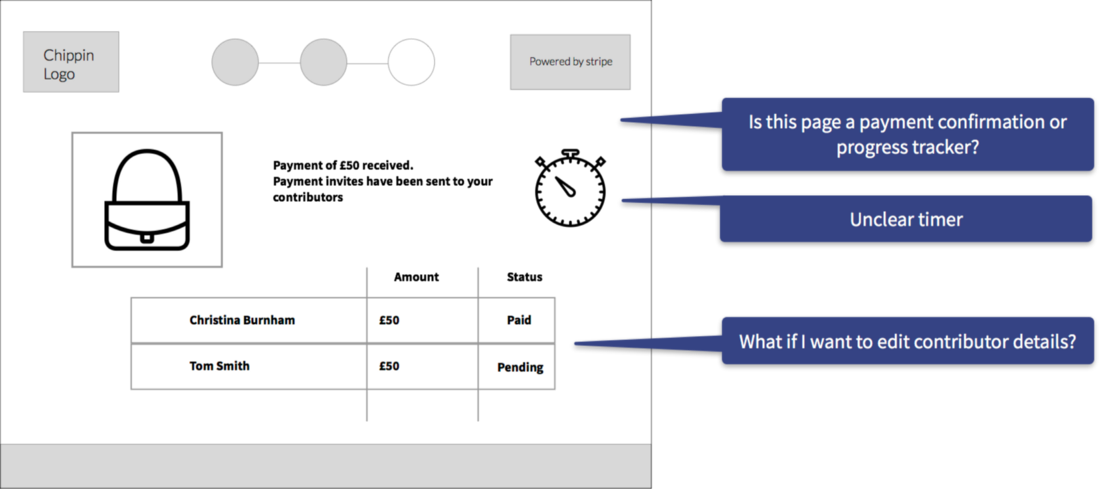 Chippin
Logo
Powered by stripe
Is this page a payment confirmation or
progress tracker?
Payment of £50 received.
Payment invites have been sent to your
contributors
Unclear timer
Amount
Status
Christina Burnham
£50
Paid
What if I want to edit contributor details?
Tom Smith
£50
Pending